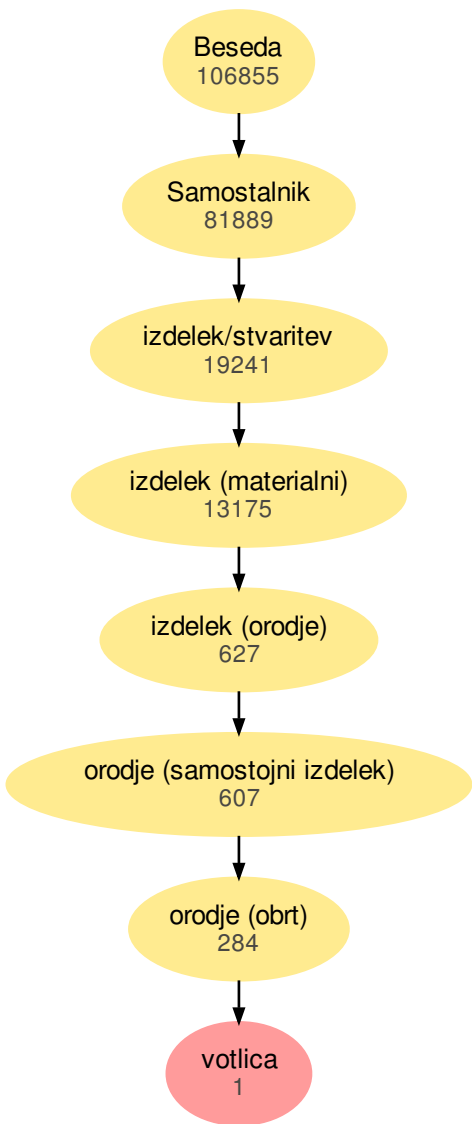 Beseda
106855
Samostalnik
81889
izdelek/stvaritev
19241
izdelek (materialni)
13175
izdelek (orodje)
627
orodje (samostojni izdelek)
607
orodje (obrt)
284
votlica
1